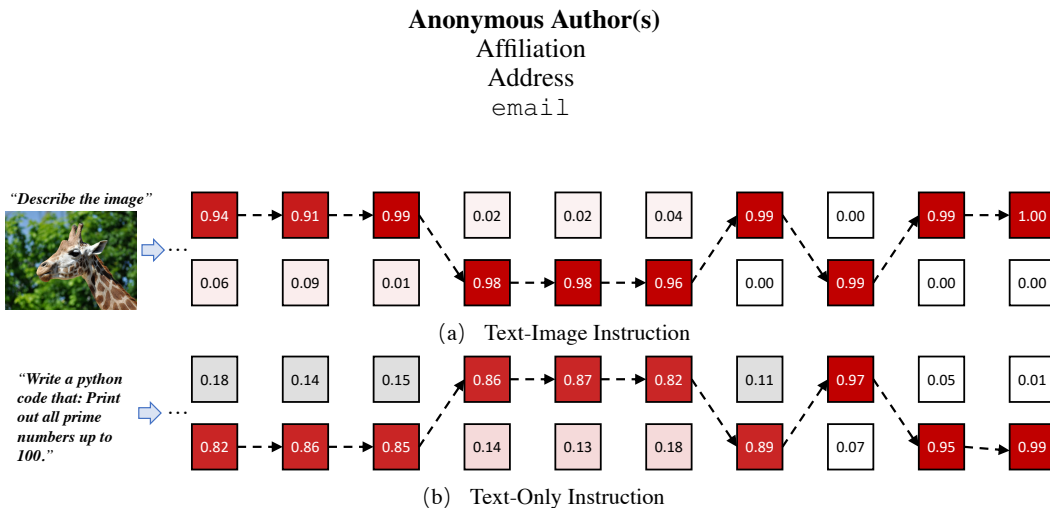 Anonymous Author(s)
Affiliation
Address
email
“Describe the image”
0.94 0.91 0.99 0.02 0.02 0.04 0.99 0.00 0.99 1.00
...
0.06 0.09 0.01 0.98 0.98 0.96 0.00 0.99 0.00 0.00
(a) Text-Image Instruction
“Write a python
code that: Print
out all prime
numbers up to
100.”
0.18 0.14 0.15 0.86 0.87 0.82 0.11 0.97 0.05 0.01
...
0.82 0.86 0.85 0.14 0.13 0.18 0.89 0.07 0.95 0.99
(b) Text-Only Instruction